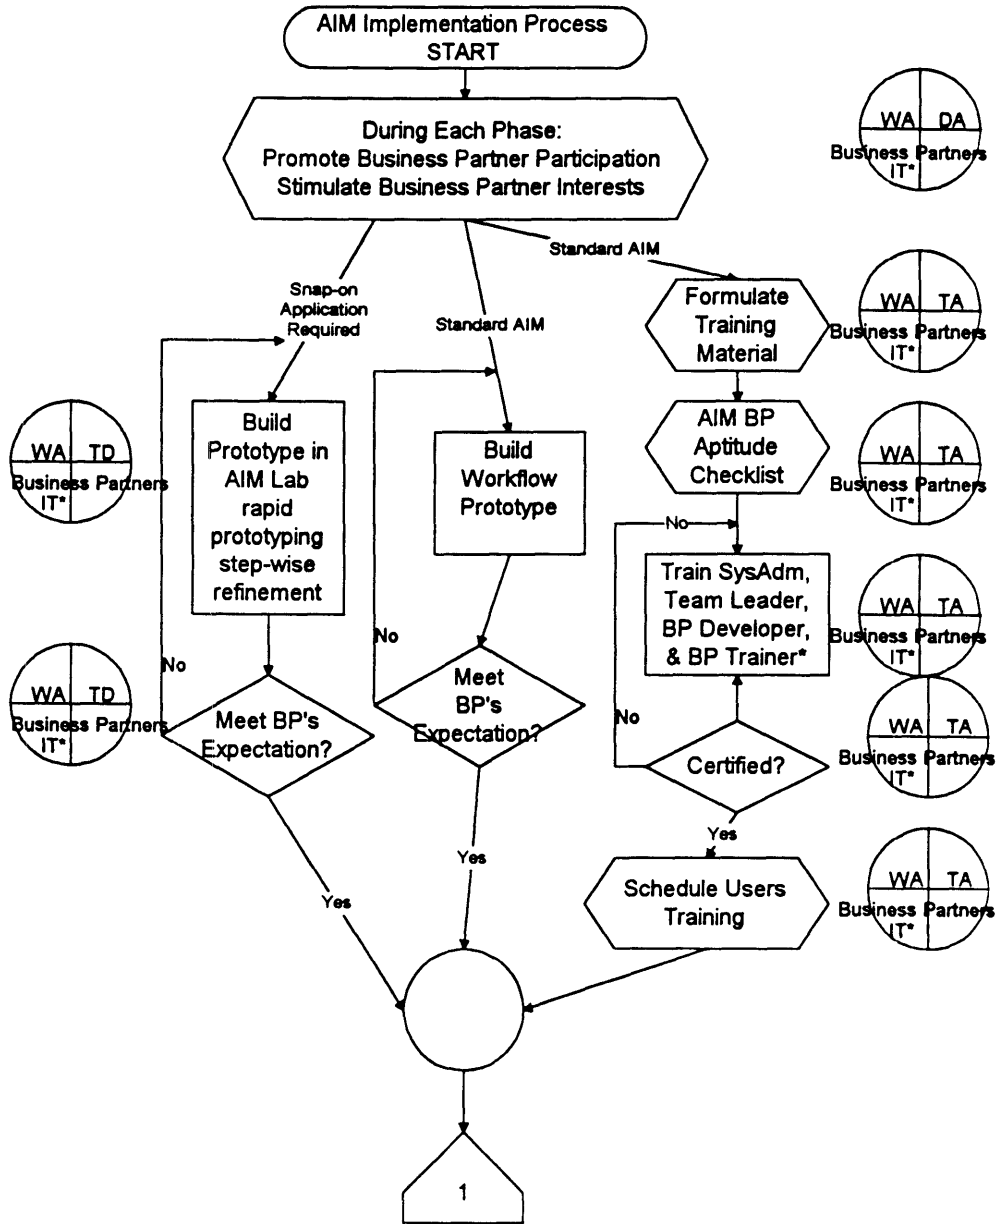 AIM Implementation Process
START
During Each Phase:
Promote Business Partner Participation
Stimulate Business Partner Interests
WA DA
Business Partners
IT*
Standard AIM
Snap-on
Application
Required
Standard AIM
Formulate
Training
Material
WA TA
Business Partners
IT*
WA TD
Business Partners
IT*
Build
Prototype in
AIM Lab
rapid
prototyping
step-wise
refinement
Build
Workflow
Prototype
AIM BP
Aptitude
Checklist
WA TA
Business Partners
IT*
No
Train SysAdm,
Team Leader,
BP Developer,
& BP Trainer*
WA TA
Business Partners
IT*
No
No
WA TD
Business Partners
IT*
Meet BP's
Expectation?
Meet
BP's
Expectation?
No
Certified?
WA TA
Business Partners
IT*
Yes
Yes
Yes
Schedule Users
Training
WA TA
Business Partners
IT*
1